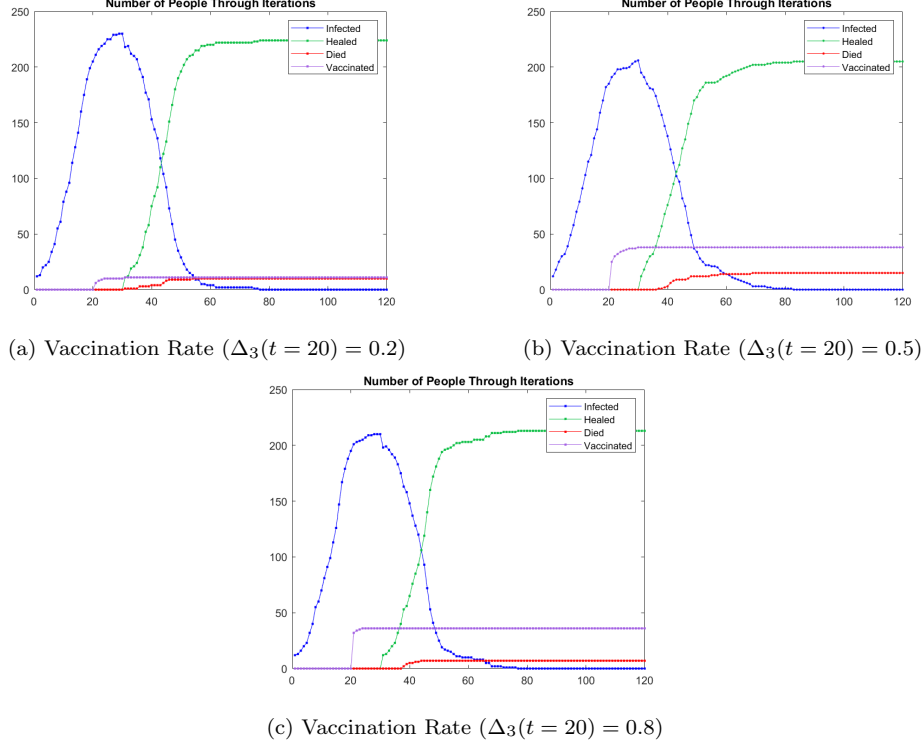 Number of People Through Iterations
250
200
150
100
50
0
0 20 40 60 80 100 120
Infected
Healed
Died
Vaccinated
(a) Vaccination Rate (Δ₃(t = 20) = 0.2
Number of People Through Iterations
250
200
150
100
50
0
0 20 40 60 80 100 120
Infected
Healed
Died
Vaccinated
(b) Vaccination Rate (Δ₃(t = 20) = 0.5)
Number of People Through Iterations
250
200
150
100
50
0
0 20 40 60 80 100 120
Infected
Healed
Died
Vaccinated
(c) Vaccination Rate (Δ₃(t = 20) = 0.8)